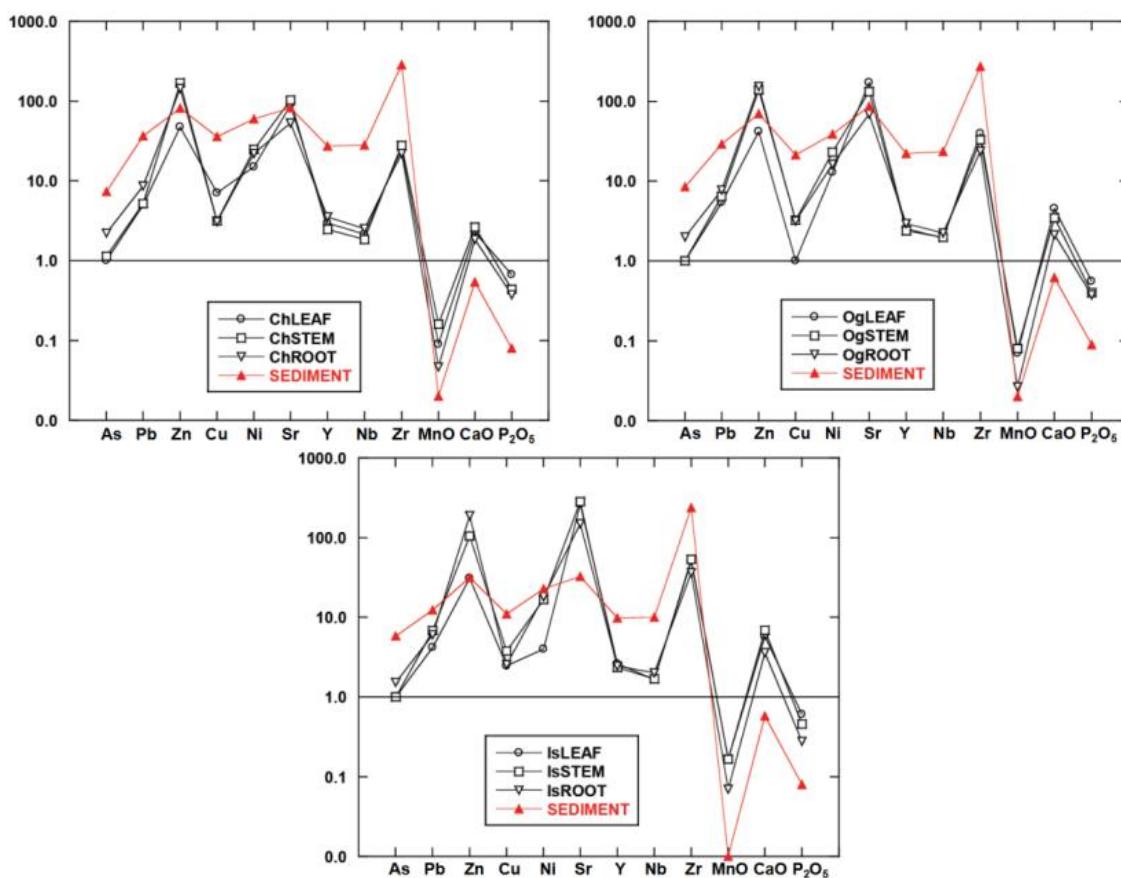 1000.0
100.0
10.0
1.0
0.1
0.0
As Pb Zn Cu Ni Sr Y Nb Zr MnO CaO P₂O₅
ChLEAF
ChSTEM
ChROOT
SEDIMENT
1000.0
100.0
10.0
1.0
0.1
0.0
As Pb Zn Cu Ni Sr Y Nb Zr MnO CaO P₂O₅
OgLEAF
OgSTEM
OgROOT
SEDIMENT
1000.0
100.0
10.0
1.0
0.1
0.0
As Pb Zn Cu Ni Sr Y Nb Zr MnO CaO P₂O₅
IsLEAF
IsSTEM
IsROOT
SEDIMENT